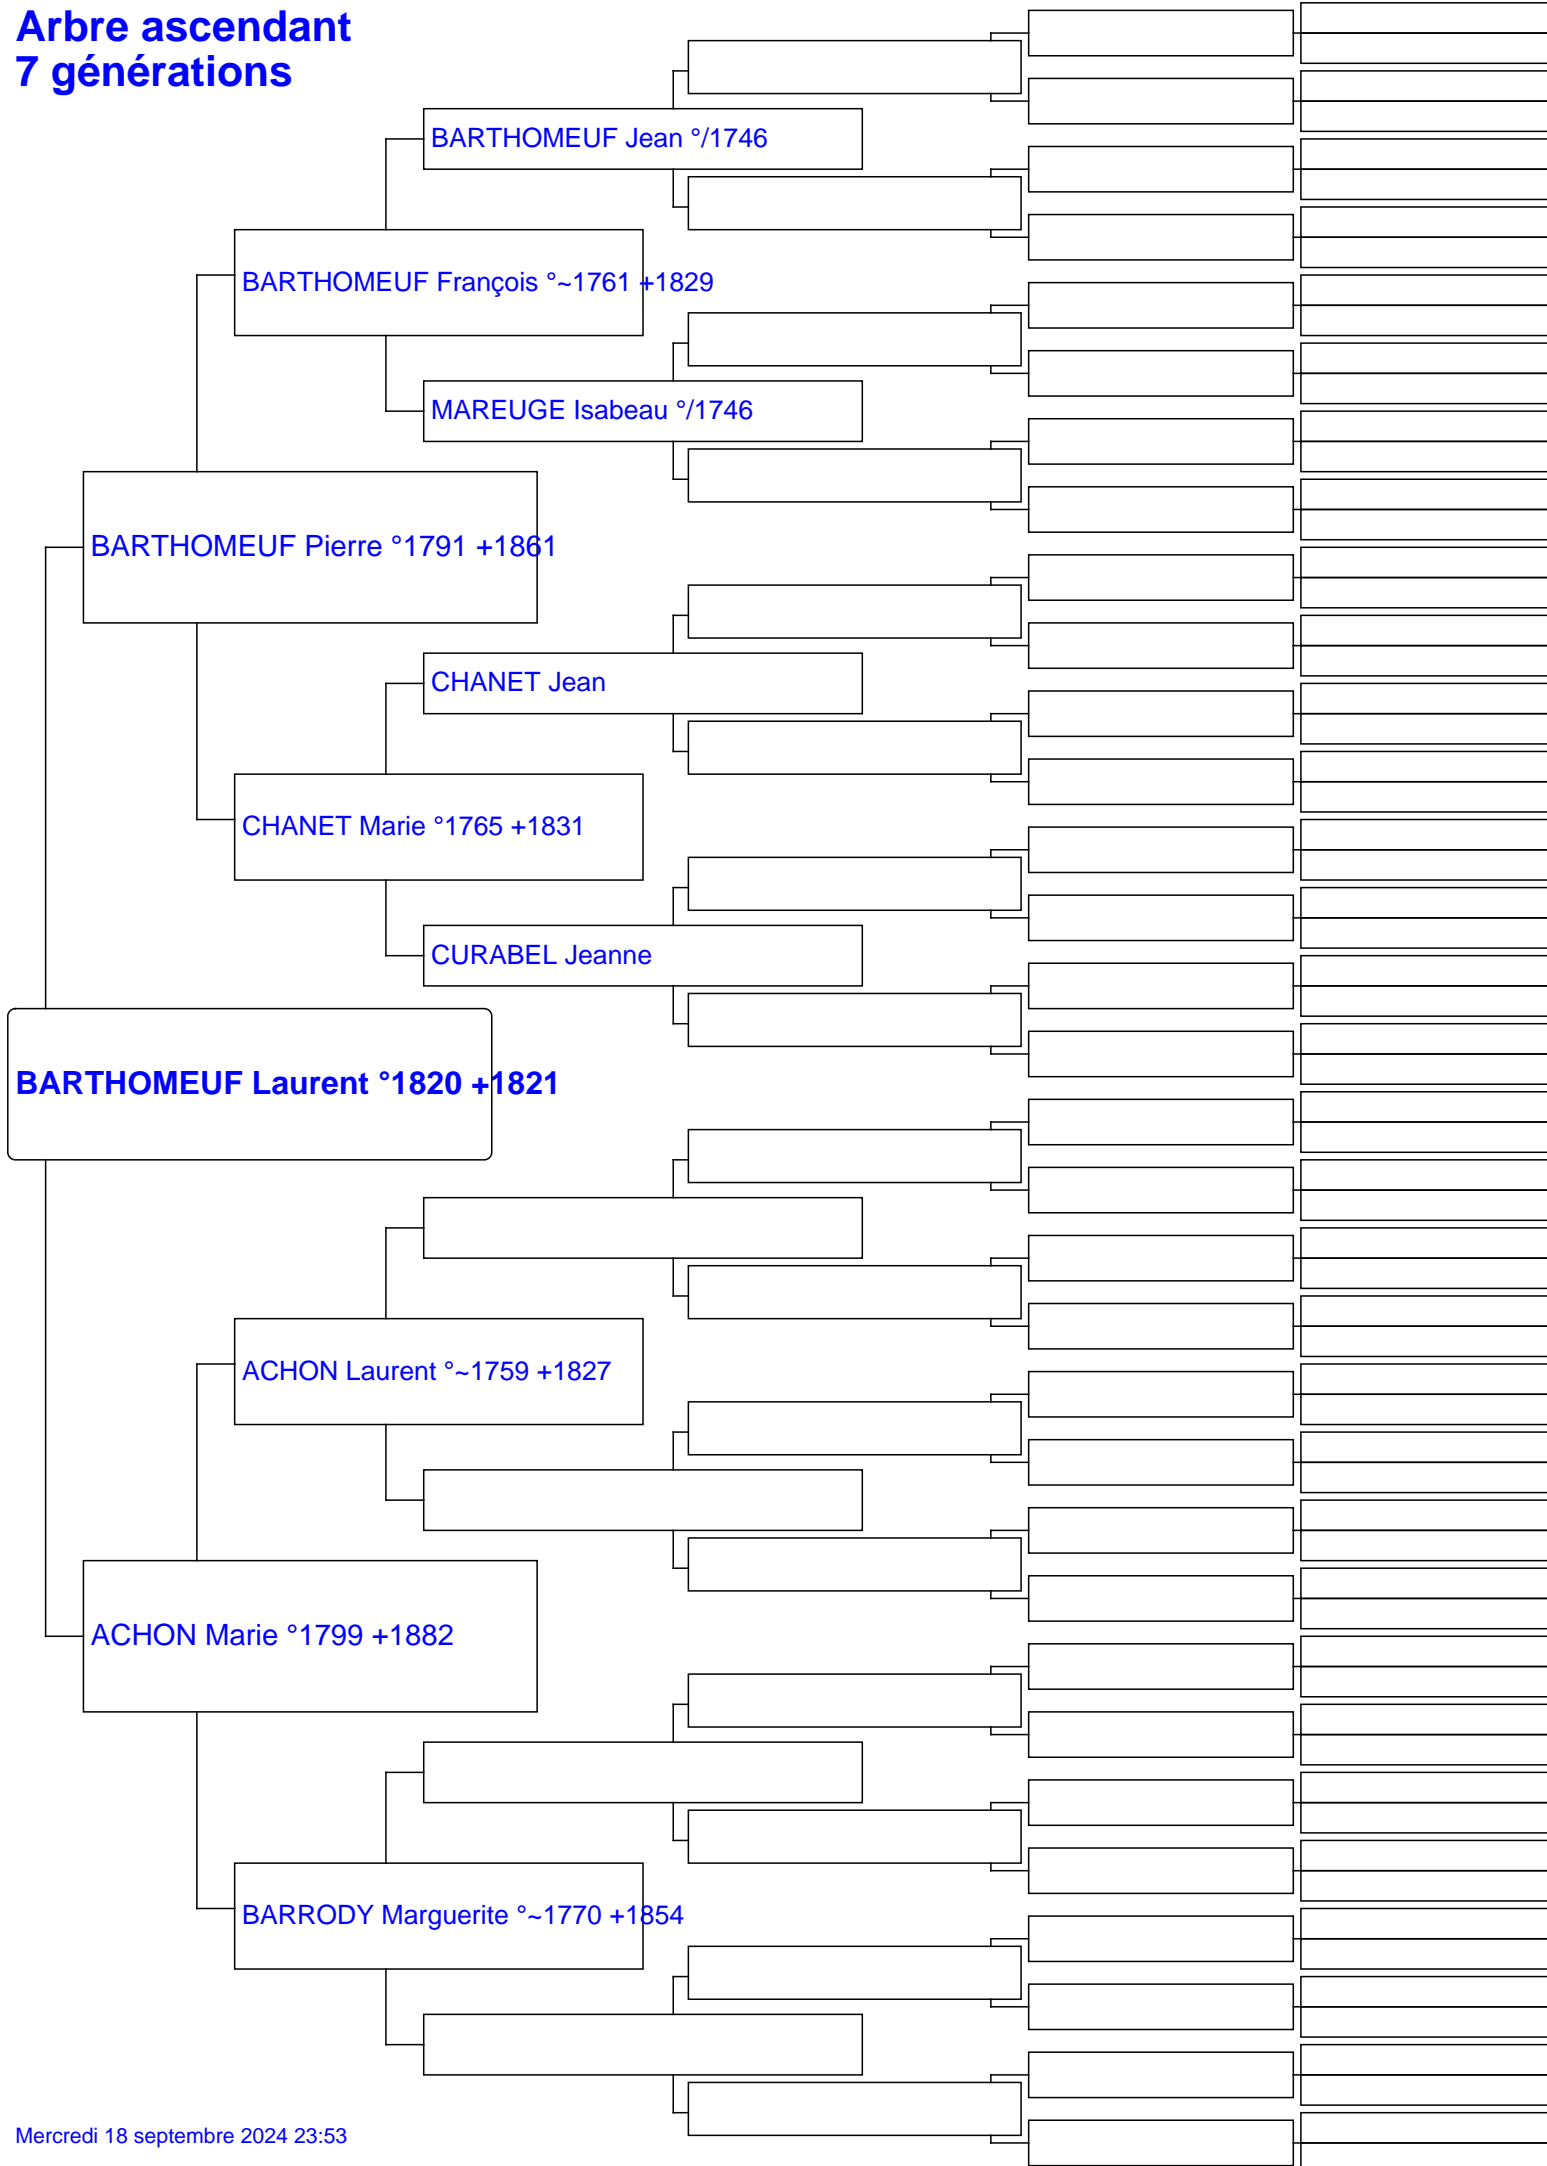 Arbre ascendant
7 générations
BARTHOMEUF Jean °/1746
BARTHOMEUF François °~1761 +1829
MAREUGE Isabeau °/1746
BARTHOMEUF Pierre °1791 +1861
CHANET Jean
CHANET Marie °1765 +1831
CURABEL Jeanne
BARTHOMEUF Laurent °1820 +1821
ACHON Laurent °~1759 +1827
ACHON Marie °1799 +1882
BARRODY Marguerite °~1770 +1854
Mercredi 18 septembre 2024 23:53